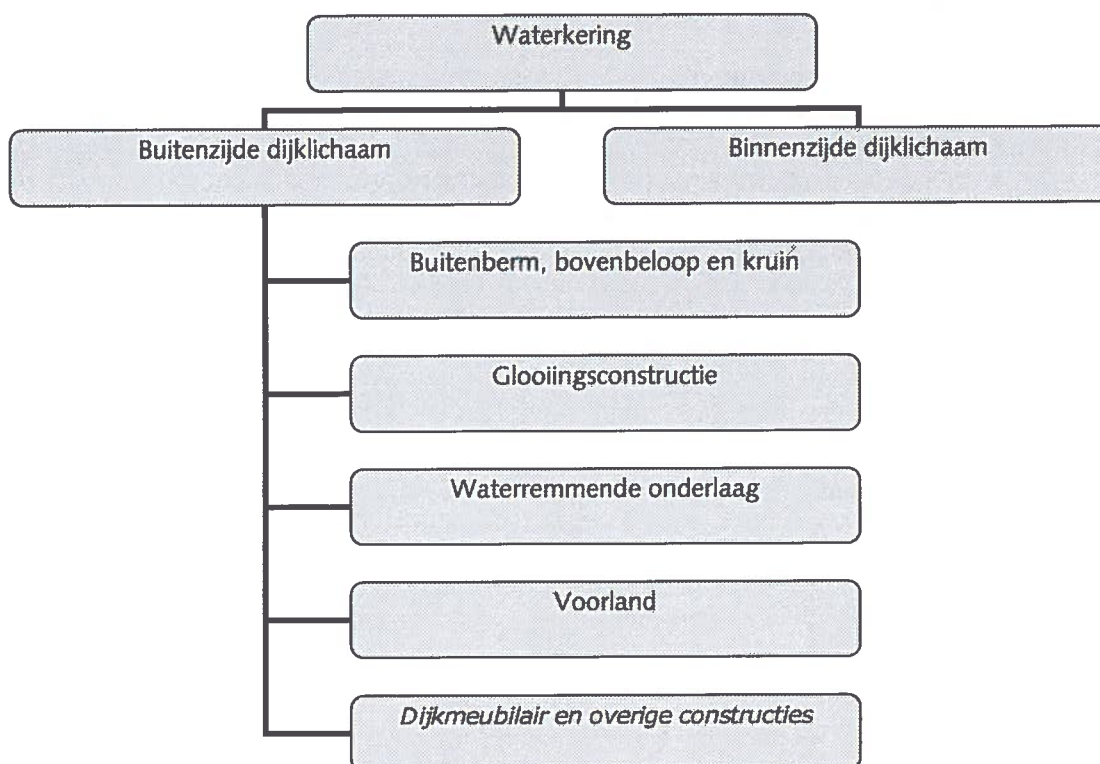 Waterkering
Buitenzijde dijklichaam
Binnenzijde dijklichaam
Buitenberm, bovenbeloop en kruin
Glooiingsconstructie
Waterremmende onderlaag
Voorland
Dijkmeubilair en overige constructies